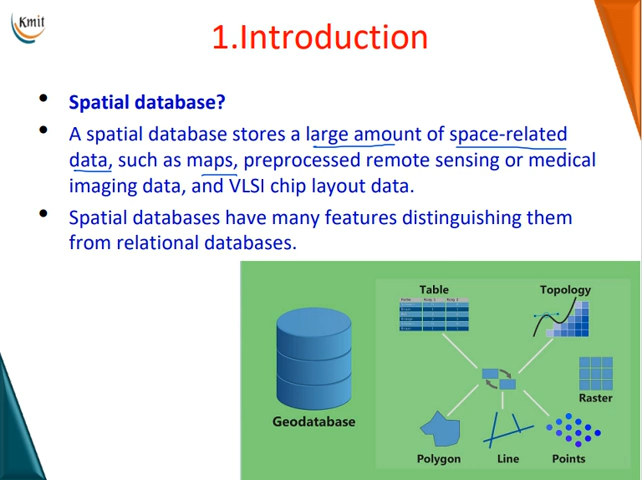 Kmit
1.Introduction
• Spatial database?
• A spatial database stores a large amount of space-related
data, such as maps, preprocessed remote sensing or medical
imaging data, and VLSI chip layout data.
• Spatial databases have many features distinguishing them
from relational databases.
Table
Topology
Raster
Geodatabase
Polygon
Line
Points